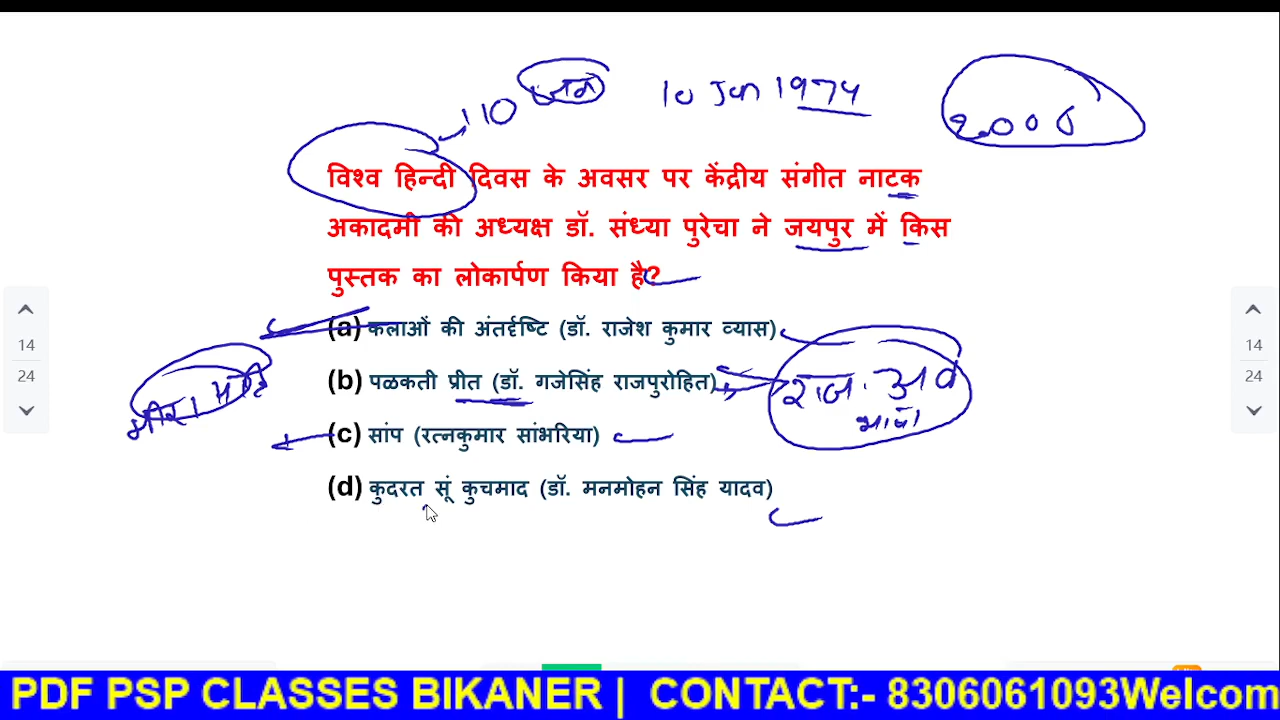 110 जन 10 Jan 1974 2006
विश्व हिन्दी दिवस के अवसर पर केंद्रीय संगीत नाटक
अकादमी की अध्यक्ष डॉ. संध्या पुरेचा ने जयपुर में किस
पुस्तक का लोकार्पण किया है?
(a) कलाओं की अंतर्दृष्टि (डॉ. राजेश कुमार व्यास)
(b) पळकती प्रीत (डॉ. गजेसिंह राजपुरोहित)
राज.
(c) सांप (रत्नकुमार सांभरिया)
(d) कुदरत सूं कुचमाद (डॉ. मनमोहन सिंह यादव)
14
24
14
24
PDF PSP CLASSES BIKANER | CONTACT:- 8306061093Welcom